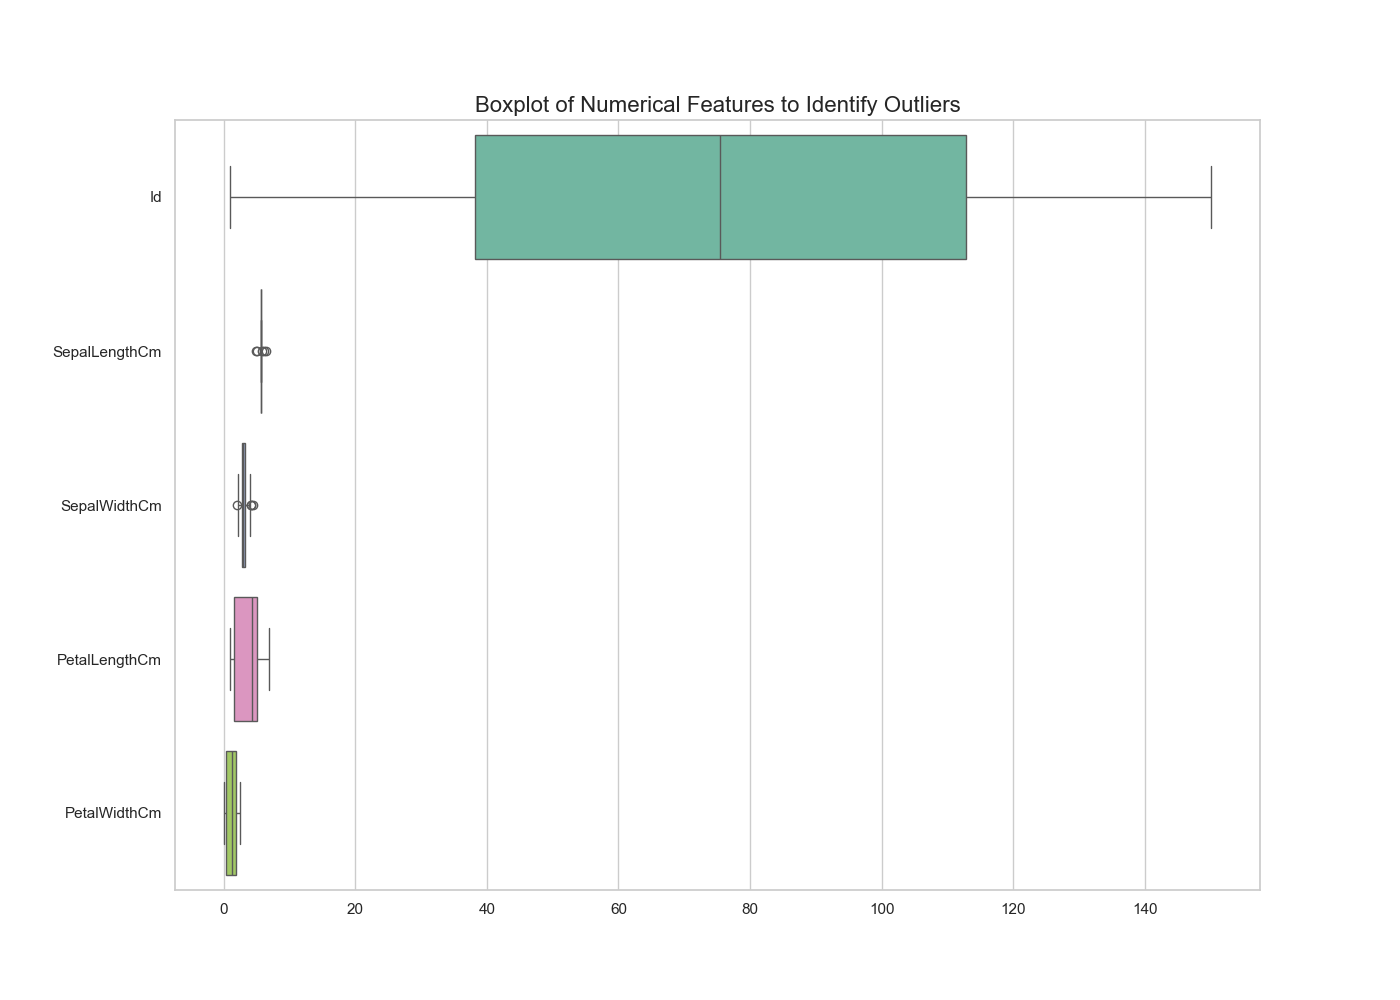 Boxplot of Numerical Features to Identify Outliers
Id
SepalLengthCm
SepalWidthCm
PetalLengthCm
PetalWidthCm
0 20 40 60 80 100 120 140